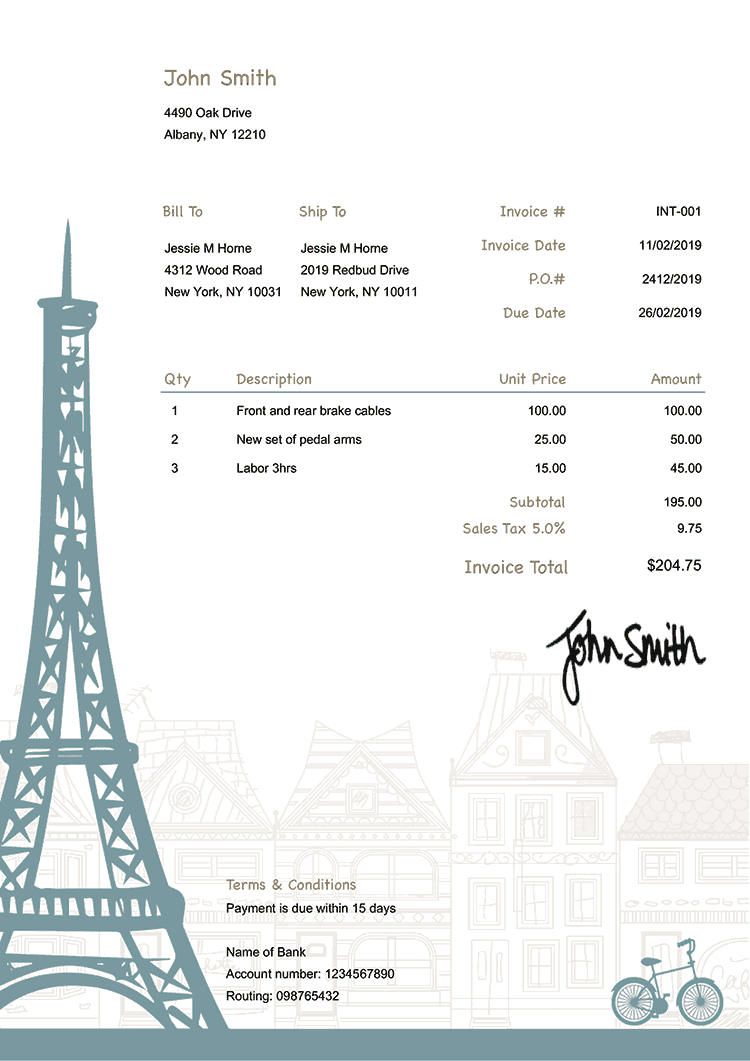 John Smith
4490 Oak Drive
Albany, NY 12210
Bill To
Jessie M Horne
4312 Wood Road
New York, NY 10031
Ship To
Jessie M Horne
2019 Redbud Drive
New York, NY 10011
Invoice # INT-001
Invoice Date 11/02/2019
P.O.# 2412/2019
Due Date 26/02/2019
Qty Description Unit Price Amount
1 Front and rear brake cables 100.00 100.00
2 New set of pedal arms 25.00 50.00
3 Labor 3hrs 15.00 45.00
Subtotal 195.00
Sales Tax 5.0% 9.75
Invoice Total $204.75
John Smith
Terms & Conditions
Payment is due within 15 days
Name of Bank
Account number: 1234567890
Routing: 098765432